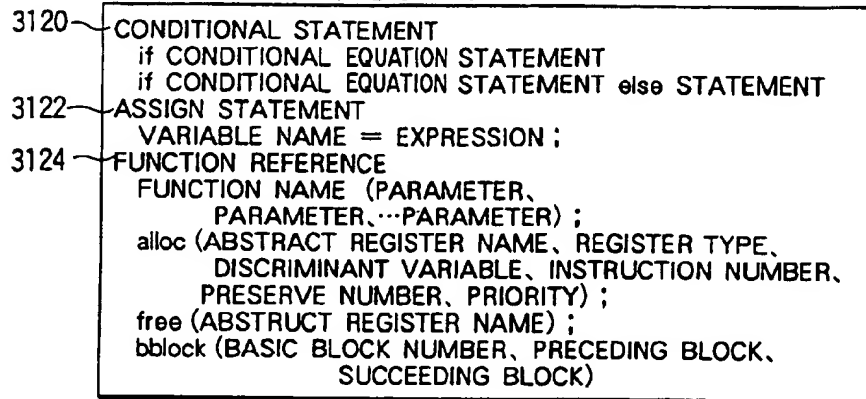 3120 CONDITIONAL STATEMENT
if CONDITIONAL EQUATION STATEMENT
if CONDITIONAL EQUATION STATEMENT else STATEMENT
3122 ASSIGN STATEMENT
VARIABLE NAME = EXPRESSION ;
3124 FUNCTION REFERENCE
FUNCTION NAME (PARAMETER、
PARAMETER、…PARAMETER) ;
alloc (ABSTRACT REGISTER NAME、REGISTER TYPE、
DISCRIMINANT VARIABLE、INSTRUCTION NUMBER、
PRESERVE NUMBER、PRIORITY) ;
free (ABSTRUCT REGISTER NAME) ;
bblock (BASIC BLOCK NUMBER、PRECEDING BLOCK、
SUCCEEDING BLOCK)